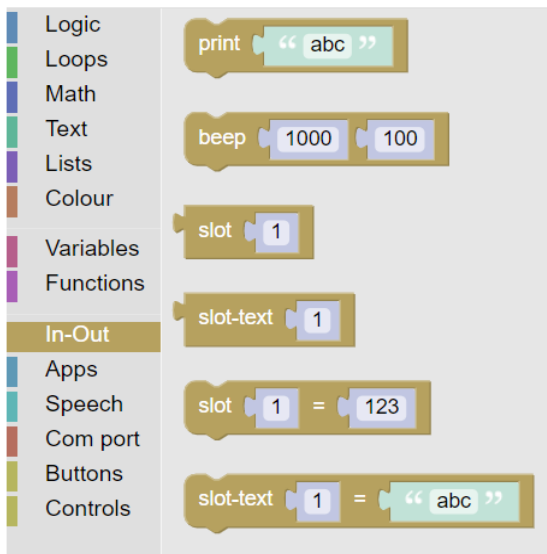 Logic
Loops
Math
Text
Lists
Colour
Variables
Functions
In-Out
Apps
Speech
Com port
Buttons
Controls
print “ abc ”
beep 1000 100
slot 1
slot-text 1
slot 1 = 123
slot-text 1 = “ abc ”